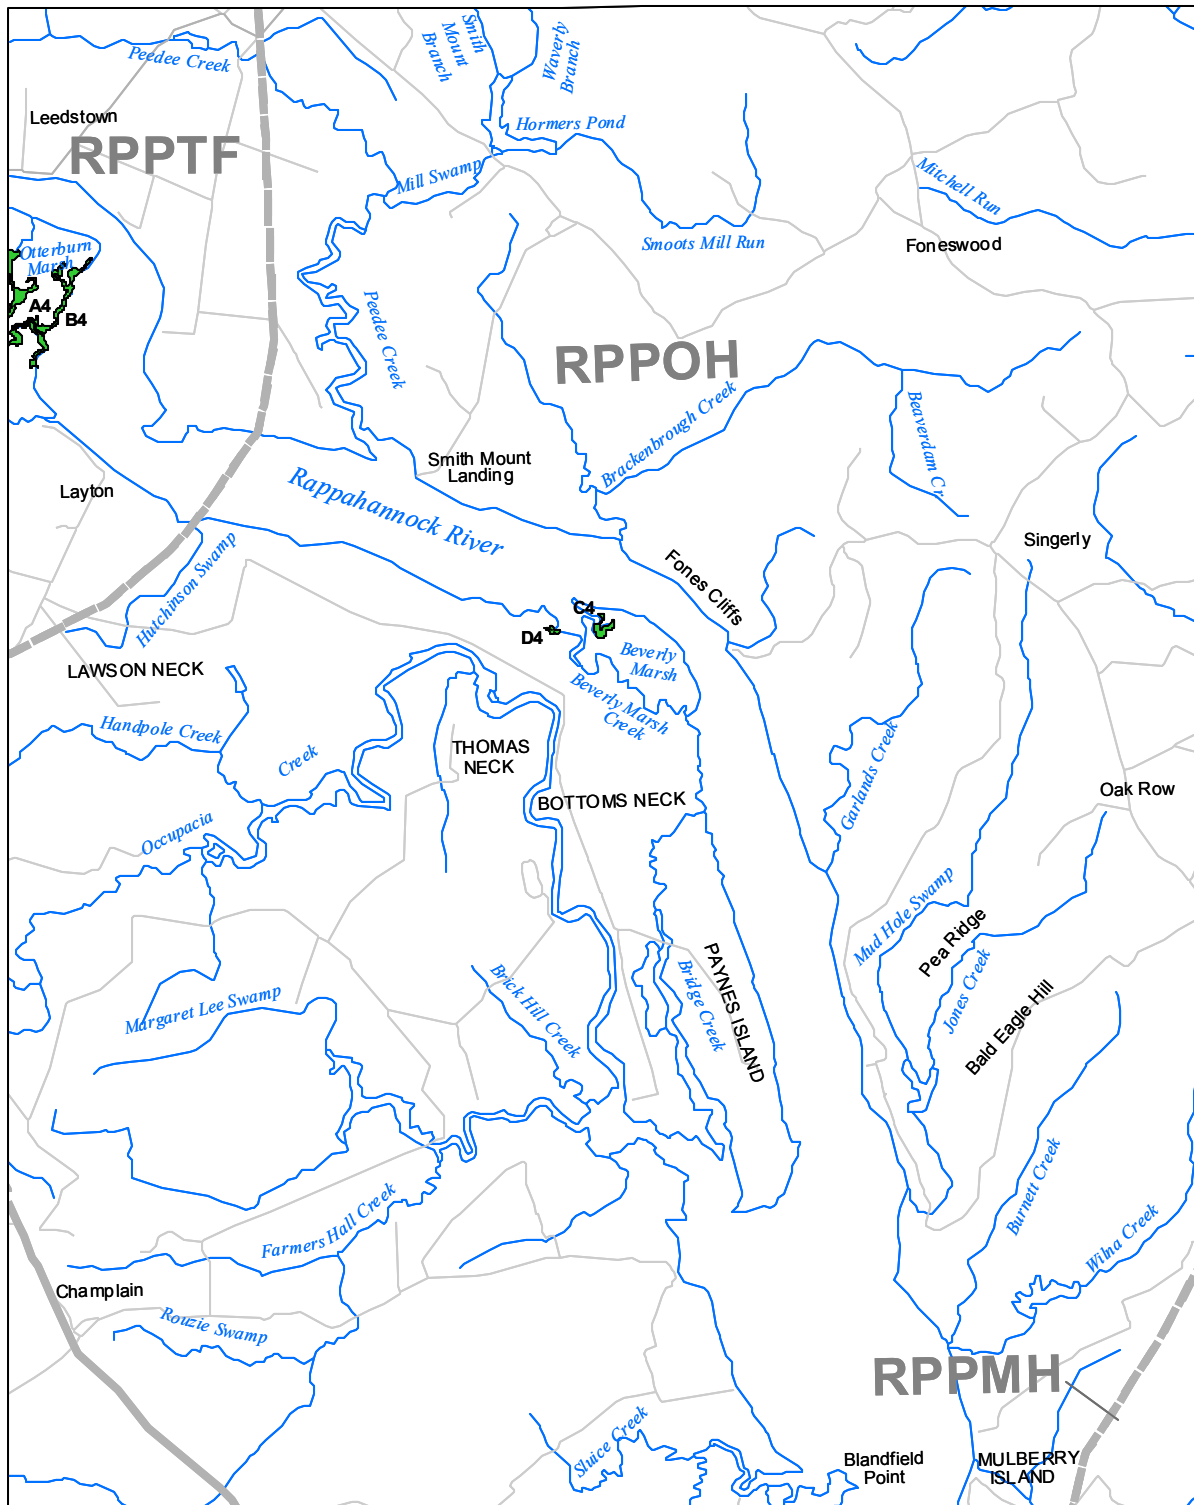 Smith
Mount
Branch
Waverly
Branch
Peedee Creek
Leedstown
Hormers Pond
RPPTF
Mill Swamp
Mitchell Run
Smoots Mill Run
Foneswood
Otterburn
Marsh
A4
B4
Peedee Creek
RPPOH
Brackenbrough Creek
Beaverdam Cr
Smith Mount
Landing
Layton
Rappahannock River
Singerly
Hutchinson Swamp
Fones Cliffs
C4
D4
LAWSON NECK
Beverly
Marsh
Beverly Marsh
Creek
Handpole Creek
Creek
THOMAS
NECK
Garlands Creek
BOTTOMS NECK
Oak Row
Occupacia
Mud Hole Swamp
Pea Ridge
PAYNES ISLAND
Bridge Creek
Brick Hill Creek
Jones Creek
Margaret Lee Swamp
Bald Eagle Hill
Burnett Creek
Farmers Hall Creek
Wilna Creek
Champlain
Rouzie Swamp
RPPMH
Sluice Creek
Blandfield
Point
MULBERRY
ISLAND